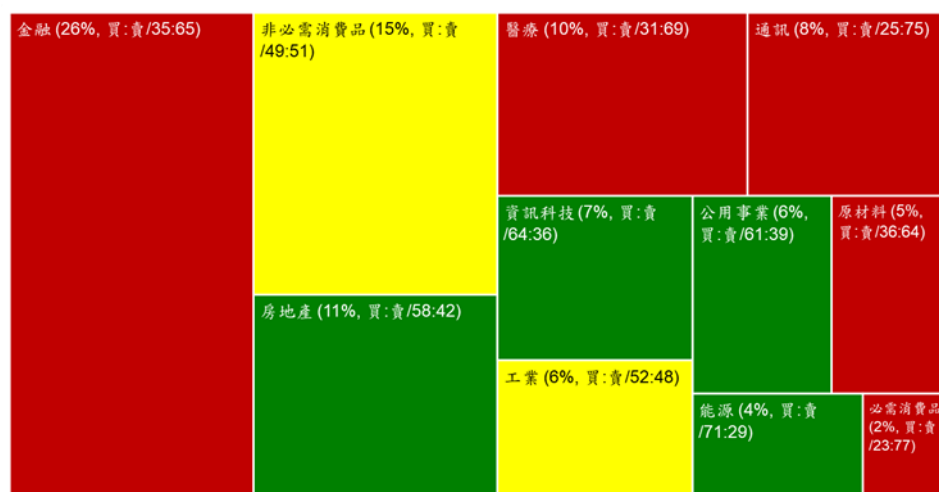 金融 (26%, 買:賣/35:65)
非必需消費品 (15%, 買:賣
/49:51)
醫療 (10%, 買:賣/31:69)
通訊 (8%, 買:賣/25:75)
資訊科技 (7%, 買:賣
/64:36)
公用事業 (6%,
買:賣/61:39)
原材料 (5%,
買:賣/36:64)
房地產 (11%, 買:賣/58:42)
工業 (6%, 買:賣/52:48)
能源 (4%, 買:賣
/71:29)
必需消費品
(2%, 買:賣
/23:77)